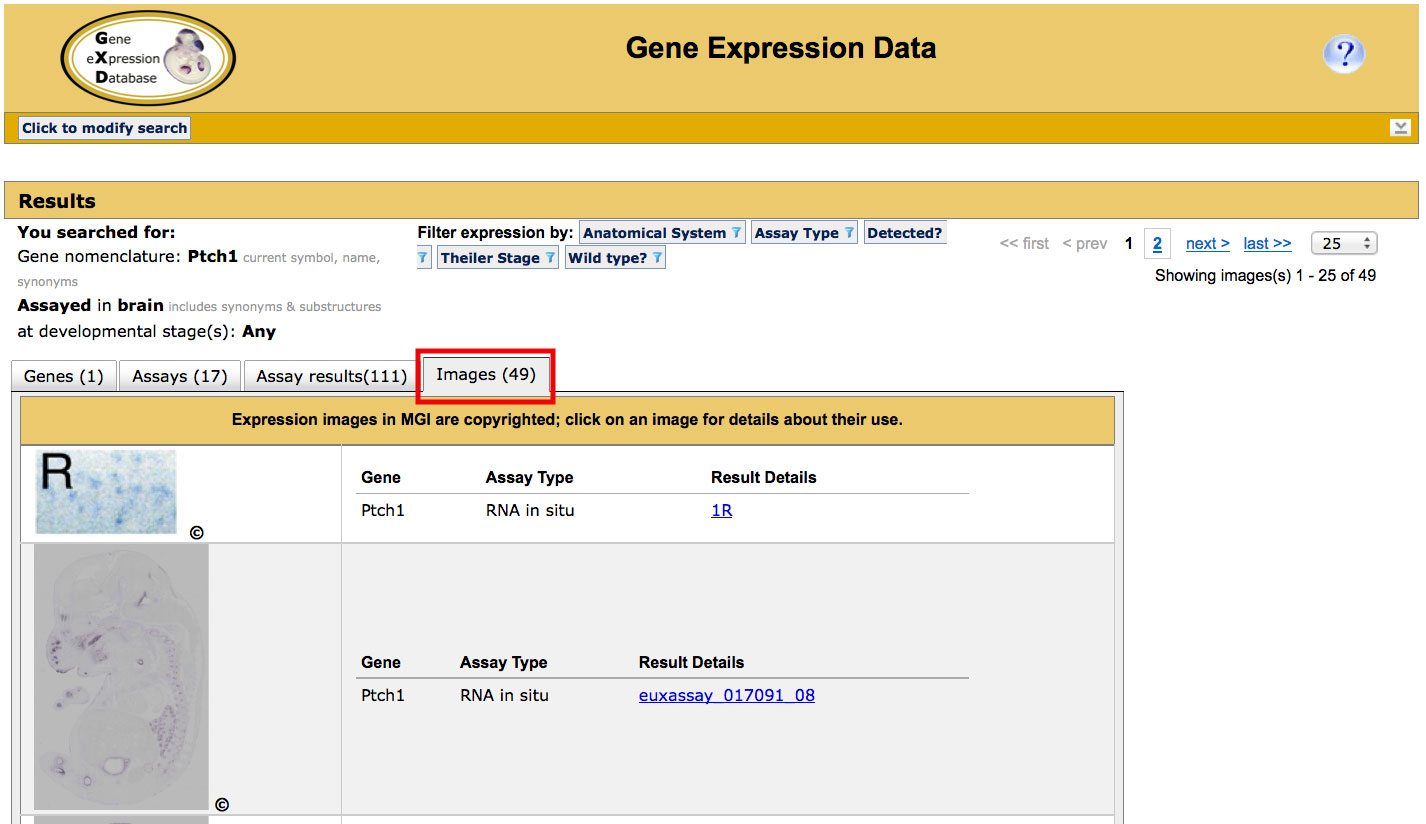 Gene
eXpression
Database
Gene Expression Data
?
Click to modify search
Results
You searched for:
Gene nomenclature: Ptch1 current symbol, name,
synonyms
Assayed in brain includes synonyms & substructures
at developmental stage(s): Any
Filter expression by: Anatomical System Assay Type Detected?
Theiler Stage Wild type?
<< first < prev 1 2 next > last >> 25
Showing images(s) 1 - 25 of 49
Genes (1) Assays (17) Assay results(111) Images (49)
Expression images in MGI are copyrighted; click on an image for details about their use.
R
©
Gene Assay Type Result Details
Ptch1 RNA in situ 1R
©
Gene Assay Type Result Details
Ptch1 RNA in situ euxassay_017091_08